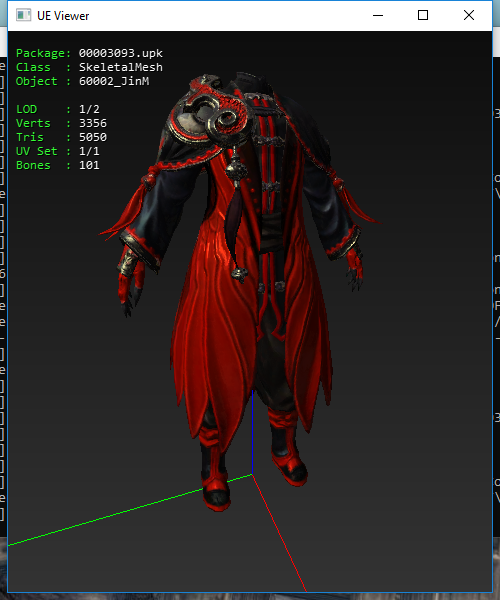 UE Viewer
Package: 00003093.upk
Class : SkeletalMesh
Object : 60002_JinM
LOD : 1/2
Verts : 3356
Tris : 5050
UV Set : 1/1
Bones : 101